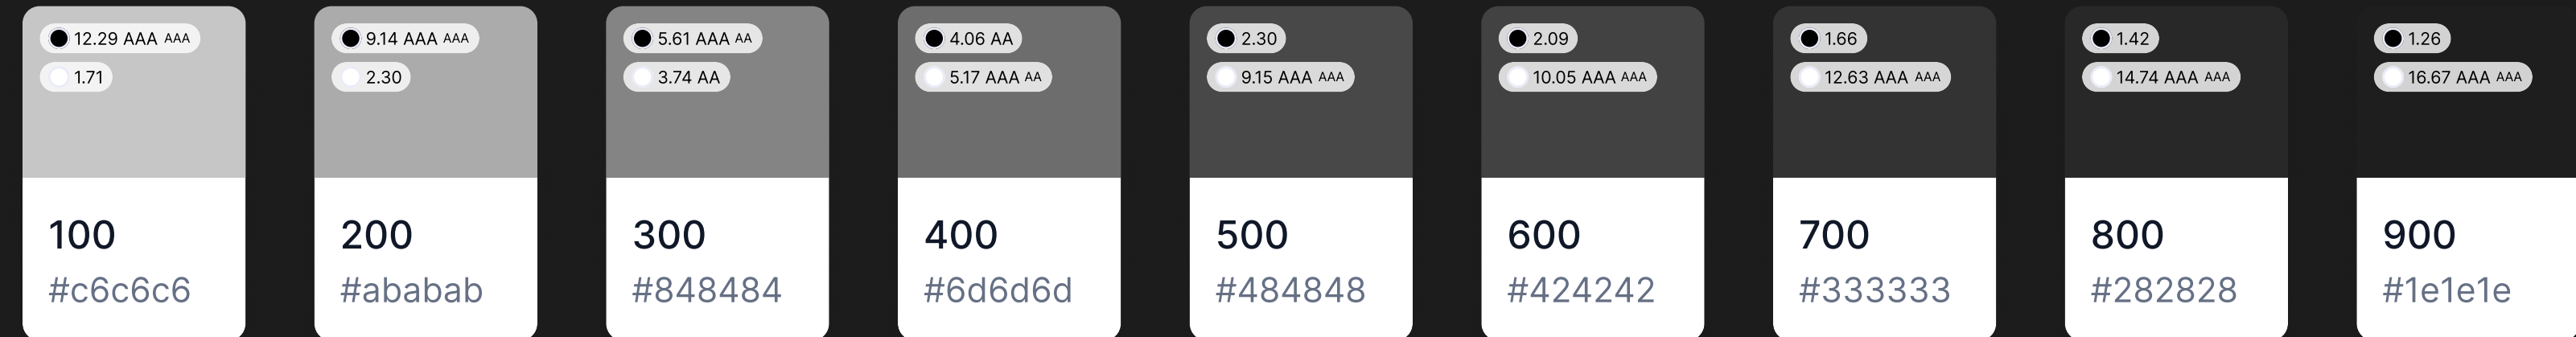 12.29 AAA AAA
1.71
100
#c6c6c6
9.14 AAA AAA
2.30
200
#ababab
5.61 AAA AA
3.74 AA
300
#848484
4.06 AA
5.17 AAA AA
400
#6d6d6d
2.30
9.15 AAA AAA
500
#484848
2.09
10.05 AAA AAA
600
#424242
1.66
12.63 AAA AAA
700
#333333
1.42
14.74 AAA AAA
800
#282828
1.26
16.67 AAA AAA
900
#1e1e1e